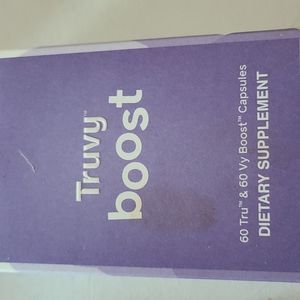 Truvy™
boost
60 Tru™ & 60 Vy Boost™ Capsules
DIETARY SUPPLEMENT